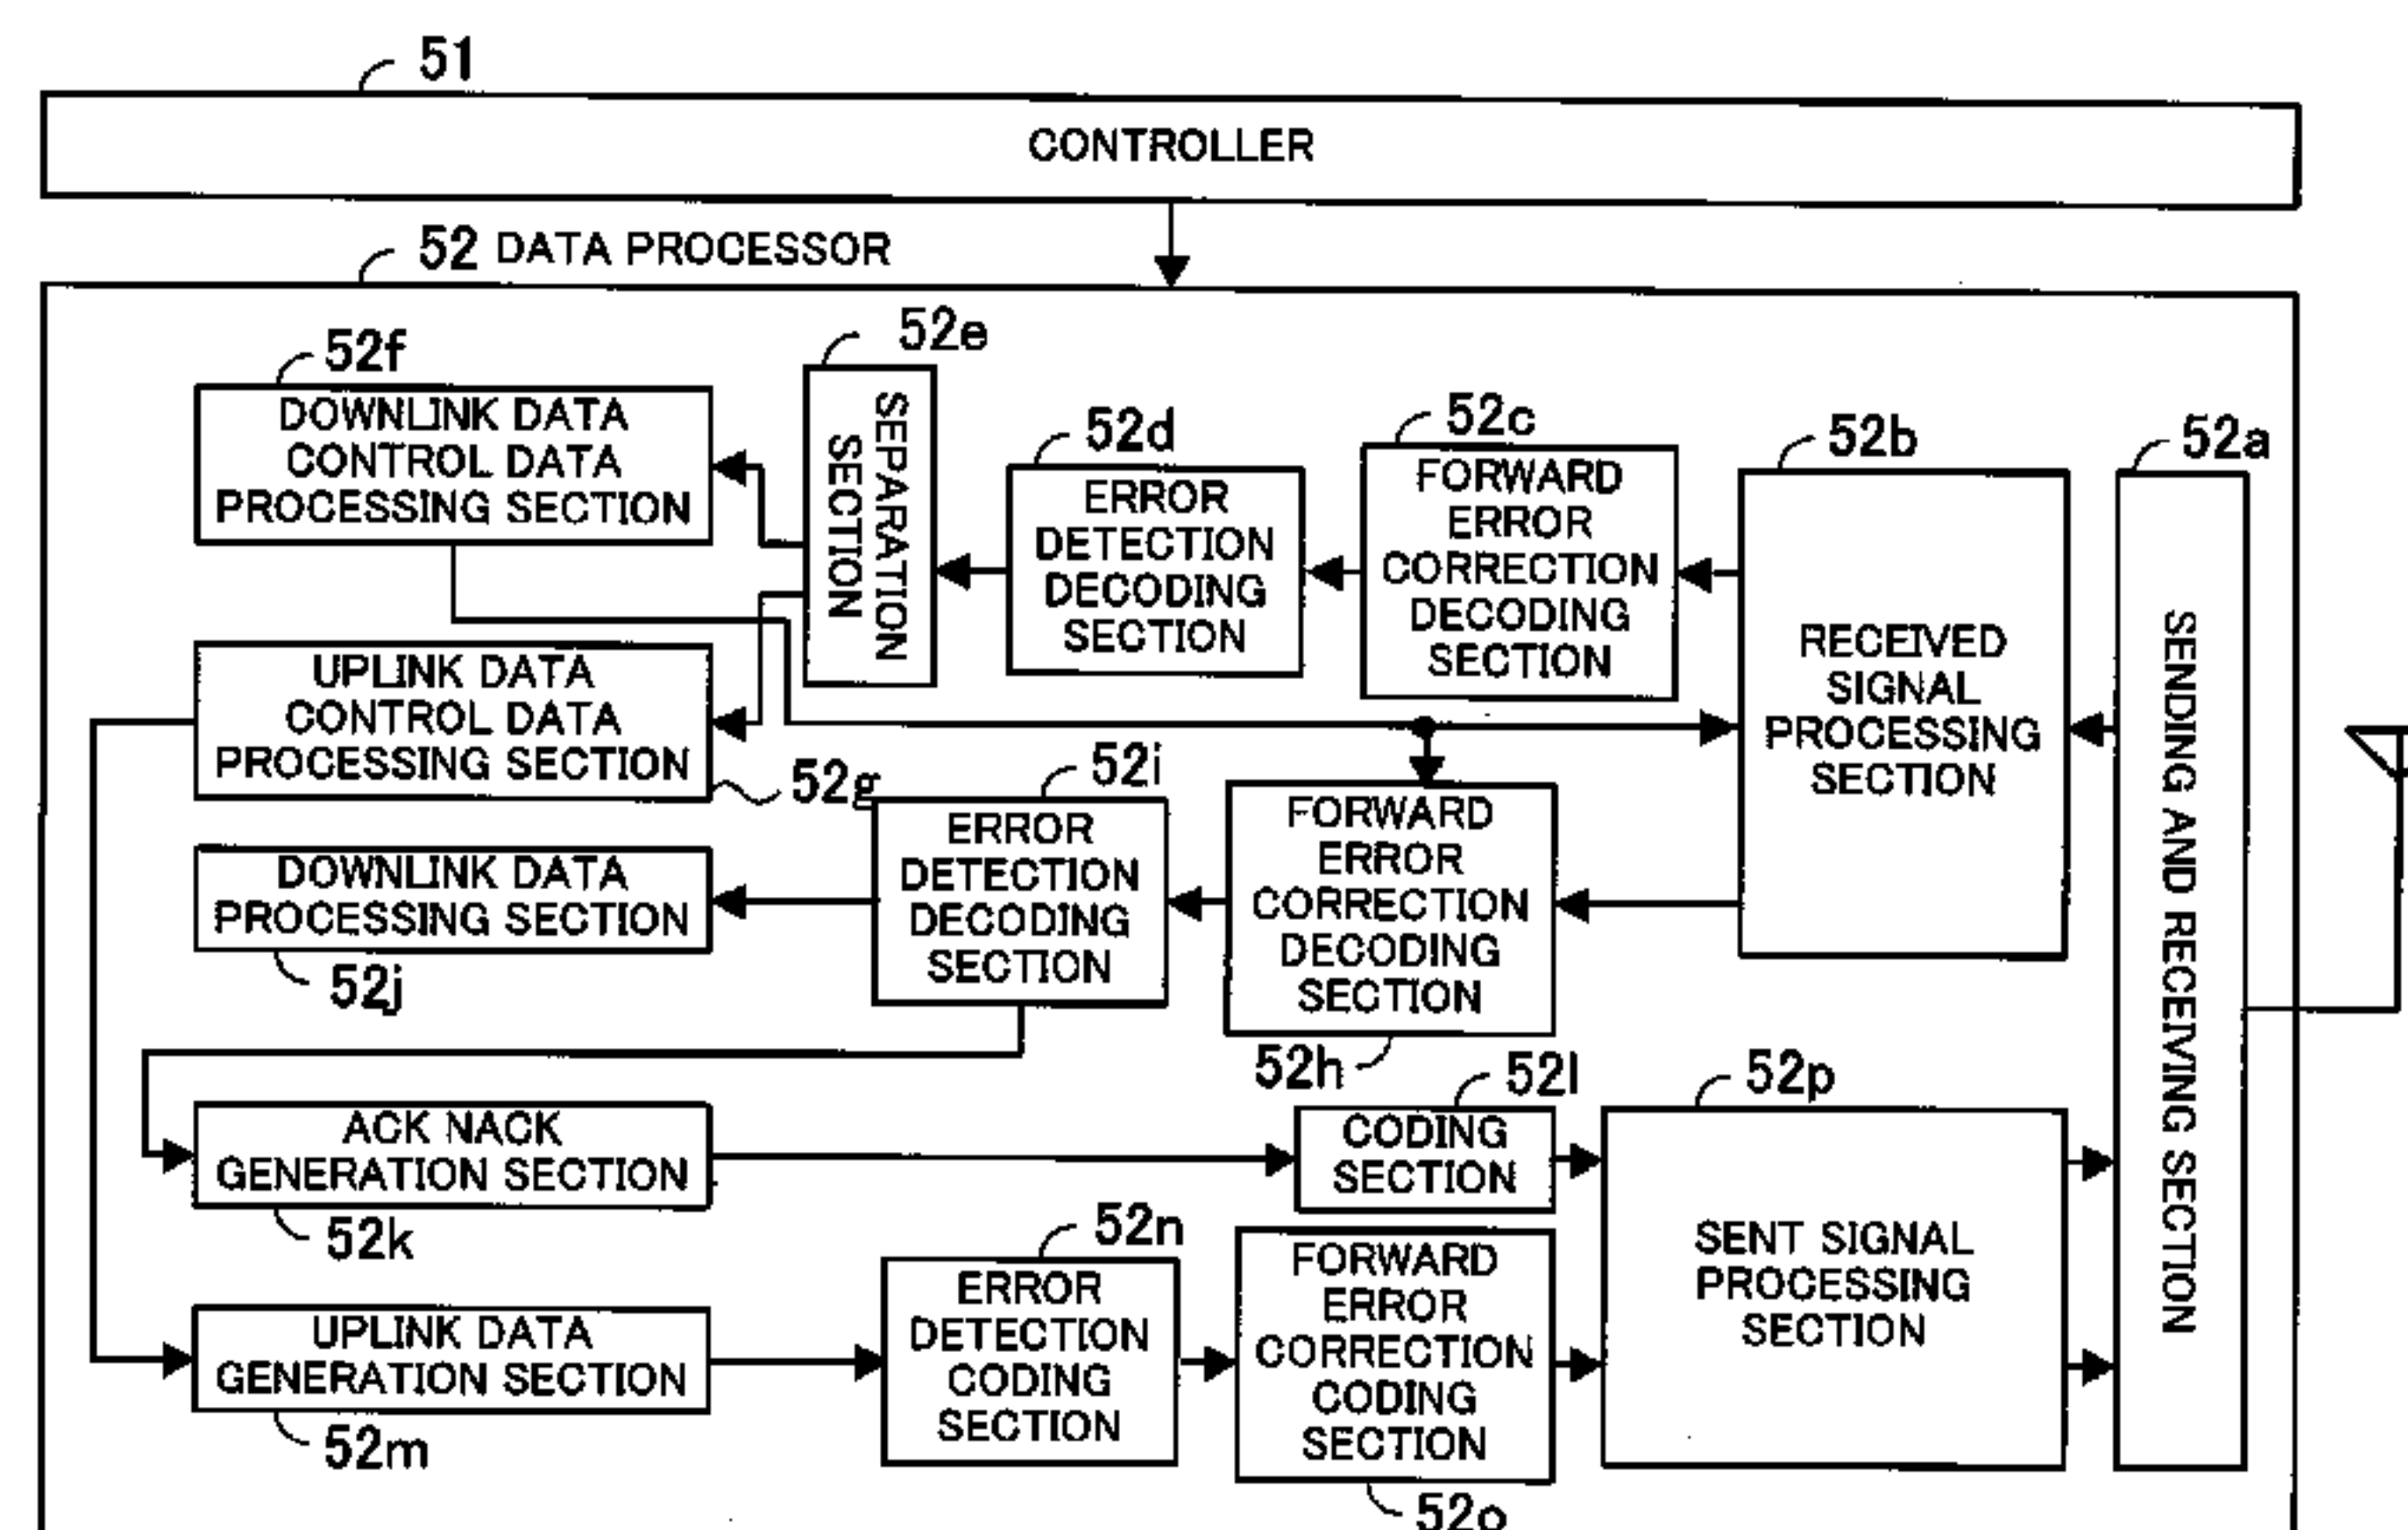 51
CONTROLLER
52 DATA PROCESSOR
52f
DOWNLINK DATA
CONTROL DATA
PROCESSING SECTION
52e
SEPARATION
SECTION
52d
ERROR
DETECTION
DECODING
SECTION
52c
FORWARD
ERROR
CORRECTION
DECODING
SECTION
52b
RECEIVED
SIGNAL
PROCESSING
SECTION
52a
SENDING AND RECEIVING SECTION
UPLINK DATA
CONTROL DATA
PROCESSING SECTION
52g
52i
ERROR
DETECTION
DECODING
SECTION
FORWARD
ERROR
CORRECTION
DECODING
SECTION
52h
DOWNLINK DATA
PROCESSING SECTION
52j
ACK NACK
GENERATION SECTION
52k
52l
CODING
SECTION
52p
SENT SIGNAL
PROCESSING
SECTION
UPLINK DATA
GENERATION SECTION
52m
52n
ERROR
DETECTION
CODING
SECTION
FORWARD
ERROR
CORRECTION
CODING
SECTION
52o